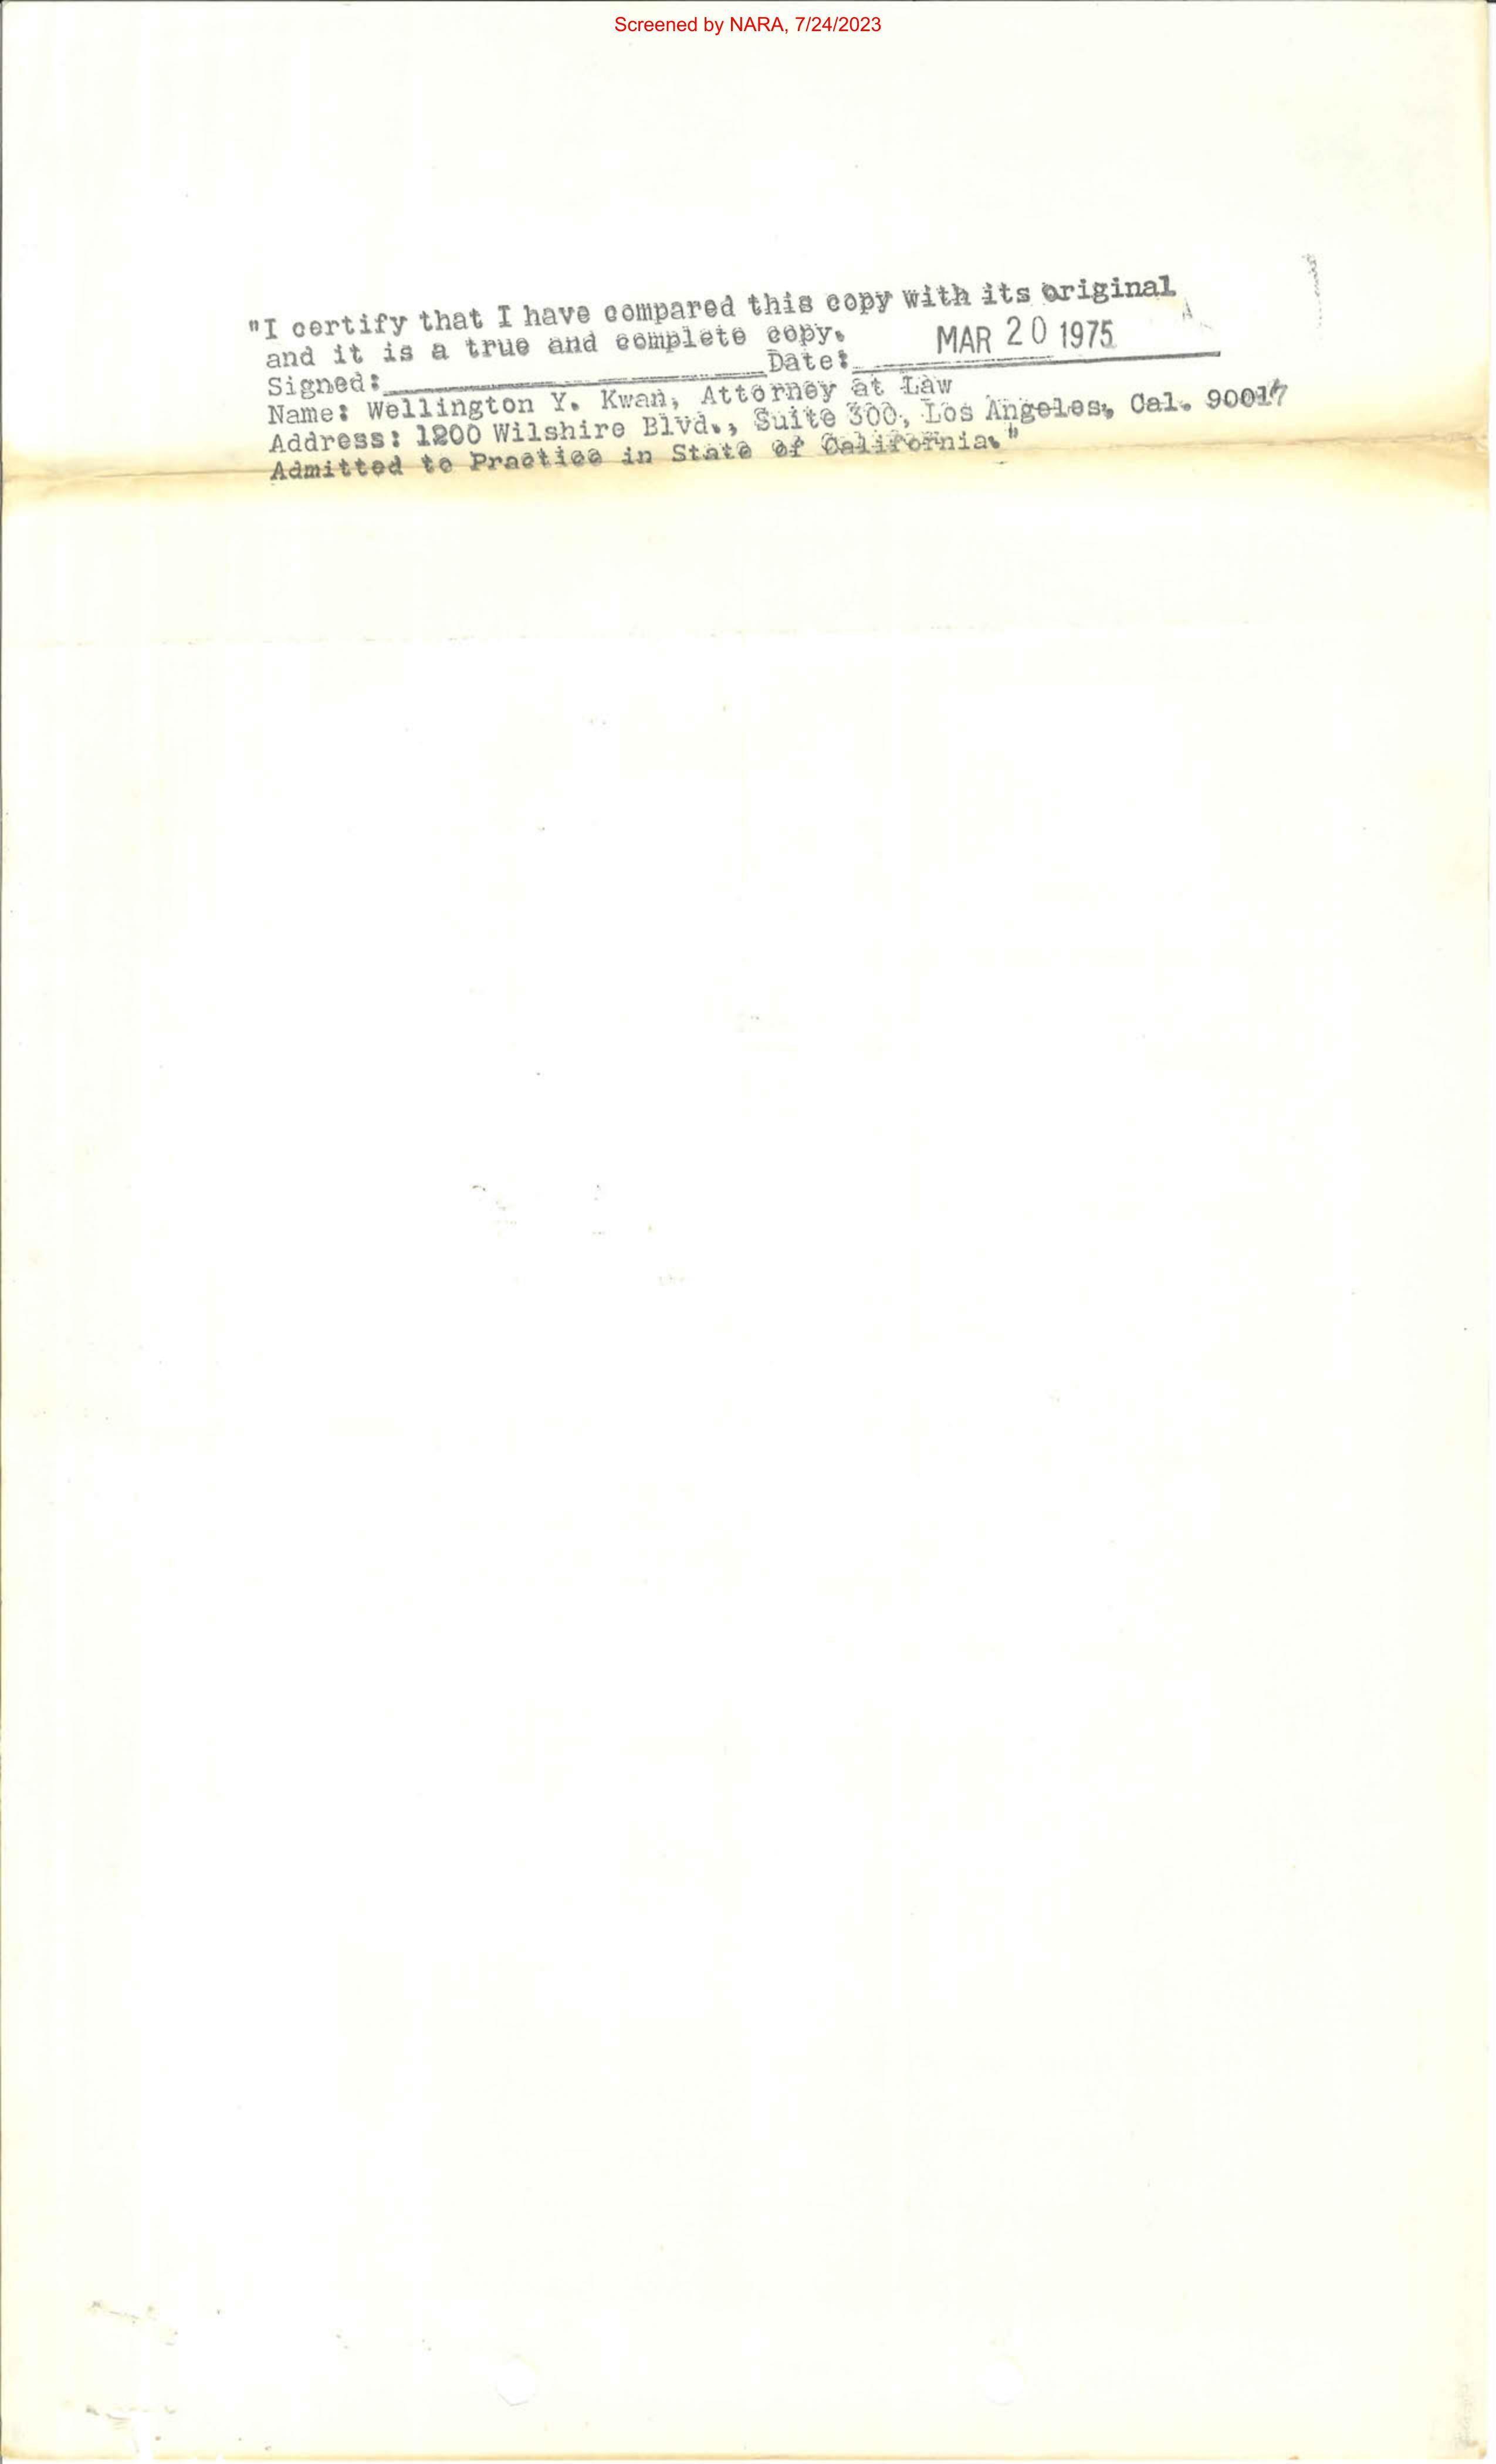 Screened by NARA, 7/24/2023
"I certify that I have compared this copy with its original
and it is a true and complete copy.
Signed:____________________Date: MAR 20 1975
Name: Wellington Y. Kwan, Attorney at Law
Address: 1200 Wilshire Blvd., Suite 300, Los Angeles, Cal. 90017
Admitted to Practice in State of California."